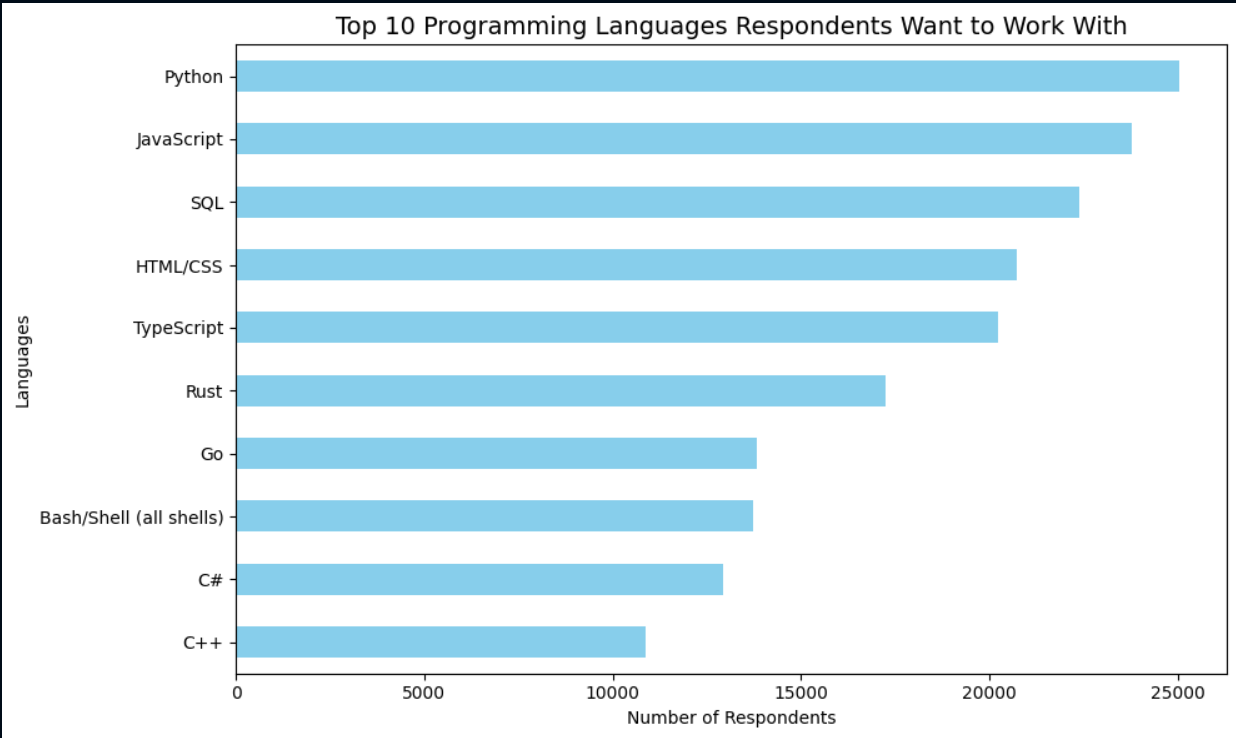 Top 10 Programming Languages Respondents Want to Work With
Languages
Python
JavaScript
SQL
HTML/CSS
TypeScript
Rust
Go
Bash/Shell (all shells)
C#
C++
0 5000 10000 15000 20000 25000
Number of Respondents